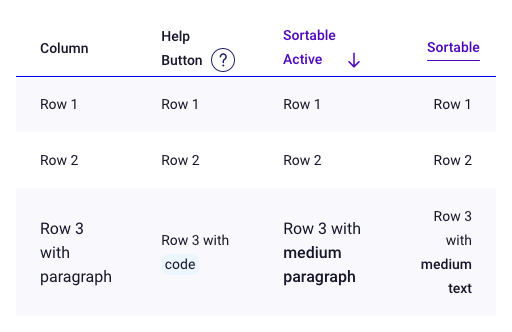 Column
Help
Button ?
Sortable
Active
Sortable
Row 1
Row 1
Row 1
Row 1
Row 2
Row 2
Row 2
Row 2
Row 3
with
paragraph
Row 3 with
code
Row 3 with
medium
paragraph
Row 3
with
medium
text